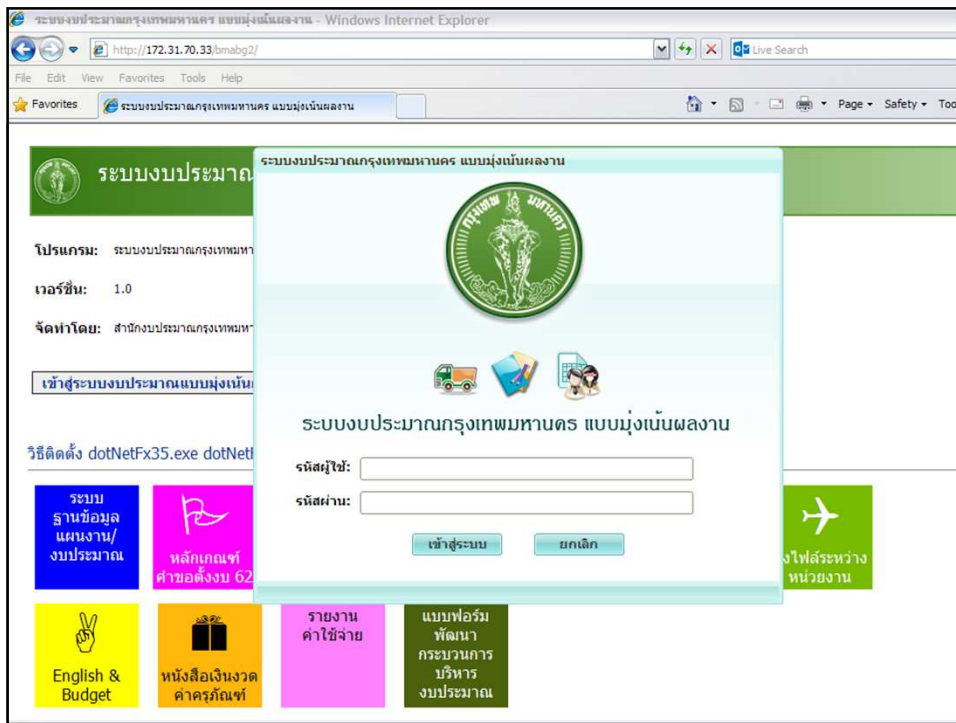 ระบบงบประมาณกรุงเทพมหานคร แบบมุ่งเน้นผลงาน - Windows Internet Explorer
http://172.31.70.33/bmabg2/
Live Search
File Edit View Favorites Tools Help
Favorites
ระบบงบประมาณกรุงเทพมหานคร แบบมุ่งเน้นผลงาน
Page Safety Too
ระบบงบประมาณ
ระบบงบประมาณกรุงเทพมหานคร แบบมุ่งเน้นผลงาน
กรุงเทพ มหานคร
โปรแกรม: ระบบงบประมาณกรุงเทพมหา
เวอร์ชั่น: 1.0
จัดทำโดย: สำนักงบประมาณกรุงเทพมหา
เข้าสู่ระบบงบประมาณแบบมุ่งเน้น
ระบบงบประมาณกรุงเทพมหานคร แบบมุ่งเน้นผลงาน
วิธีติดตั้ง dotNetFx35.exe
รหัสผู้ใช้:
รหัสผ่าน:
เข้าสู่ระบบ ยกเลิก
ระบบ
ฐานข้อมูล
แผนงาน/
งบประมาณ
หลักเกณฑ์
คำขอตั้งงบ 62
ไฟล์ระหว่าง
หน่วยงาน
English &
Budget
หนังสือเงินงวด
ค่าครุภัณฑ์
รายงาน
ค่าใช้จ่าย
แบบฟอร์ม
พัฒนา
กระบวนการ
บริหาร
งบประมาณ